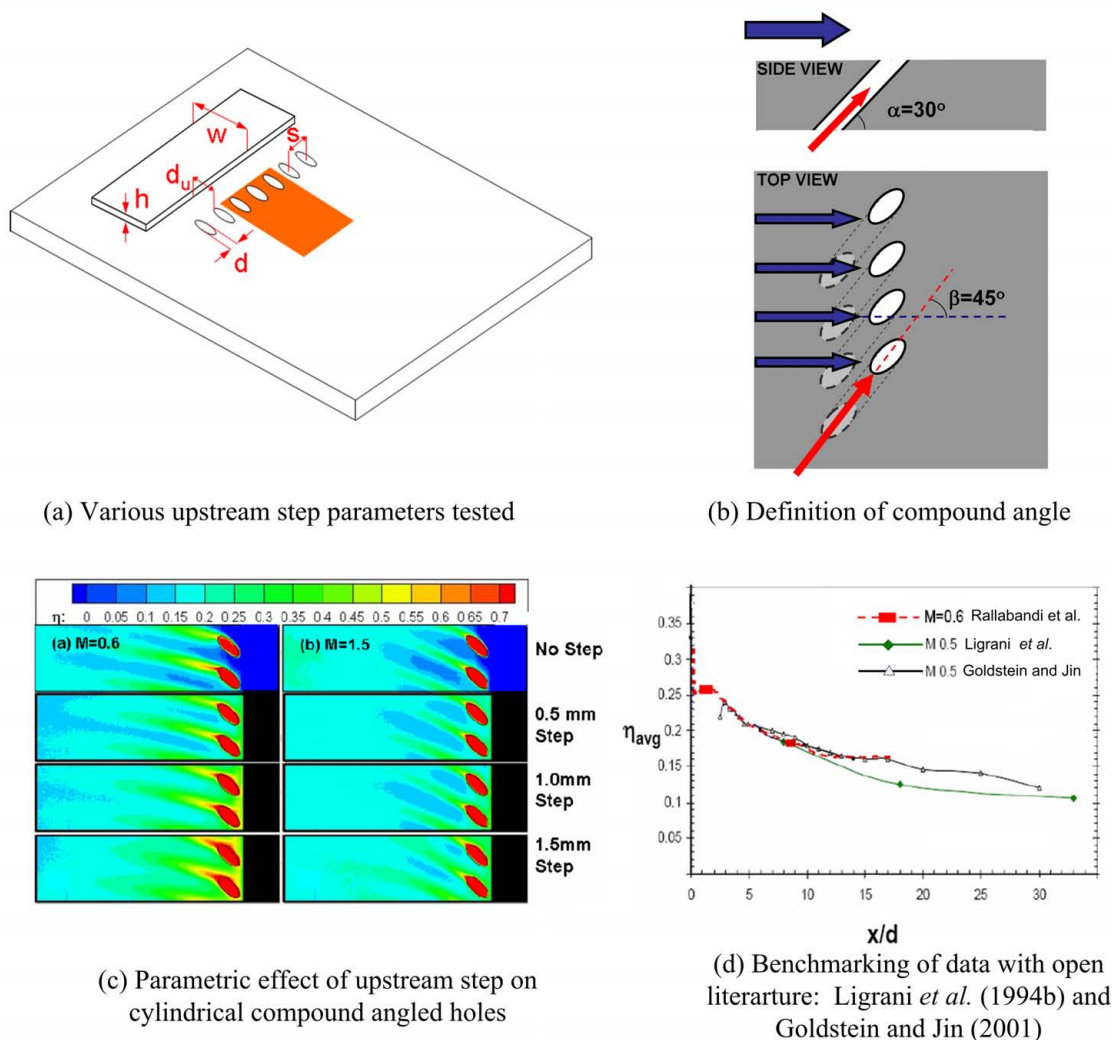 w
s
d_u
h
d
(a) Various upstream step parameters tested
SIDE VIEW
α=30°
TOP VIEW
β=45°
(b) Definition of compound angle
η: 0 0.05 0.1 0.15 0.2 0.25 0.3 0.35 0.4 0.45 0.5 0.55 0.6 0.65 0.7
(a) M=0.6
(b) M=1.5
No Step
0.5 mm
Step
1.0mm
Step
1.5mm
Step
(c) Parametric effect of upstream step on
cylindrical compound angled holes
0.35
0.3
0.25
0.2
0.15
0.1
0.05
η_avg
M=0.6 Rallabandi et al.
M 0.5 Ligrani et al.
M 0.5 Goldstein and Jin
0 5 10 15 20 25 30
x/d
(d) Benchmarking of data with open
literarture: Ligrani et al. (1994b) and
Goldstein and Jin (2001)